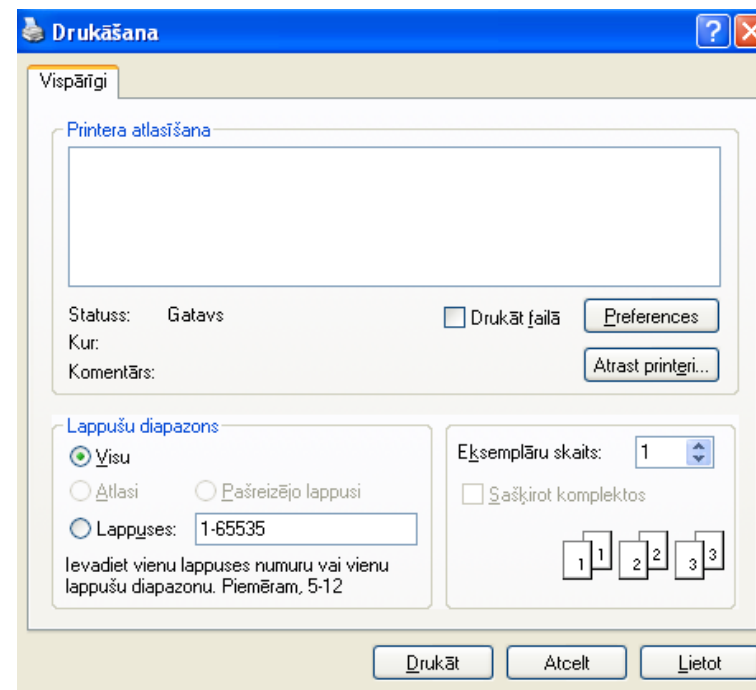 Drukāšana
Vispārīgi
Printera atlasīšana
Statuss: Gatavs
Drukāt failā
Preferences
Kur:
Komentārs:
Atrast printeri...
Lappušu diapazons
Visu
Atlasi
Pašreizējo lappusi
Lappuses: 1-65535
Ievadiet vienu lappuses numuru vai vienu
lappušu diapazonu. Piemēram, 5-12
Eksemplāru skaits: 1
Sašķirot komplektos
1 1 2 2 3 3
Drukāt
Atcelt
Lietot